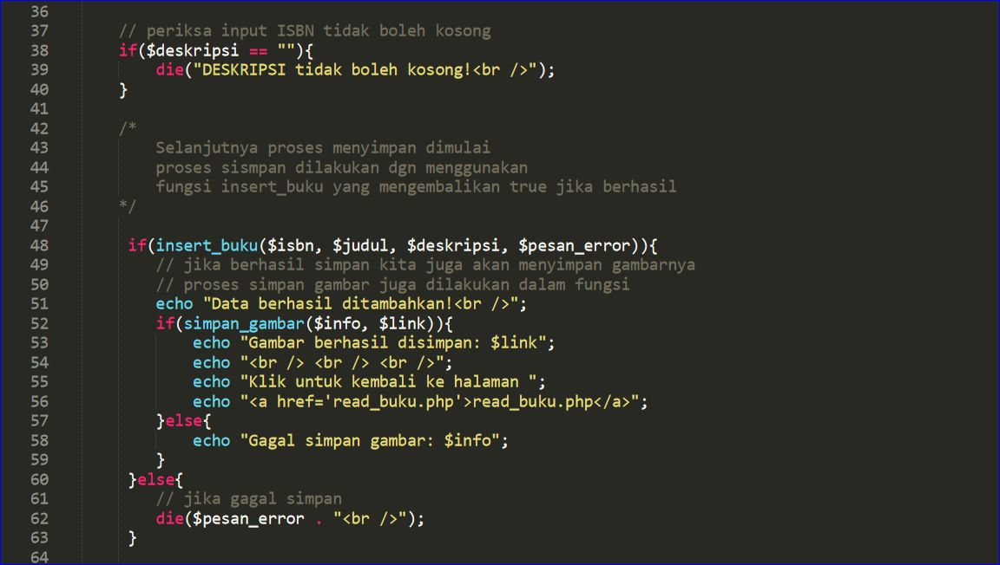 36
37 // periksa input ISBN tidak boleh kosong
38 if($deskripsi == ""){
39 die("DESKRIPSI tidak boleh kosong!<br />");
40 }
41
42 /*
43 Selanjutnya proses menyimpan dimulai
44 proses sismpan dilakukan dgn menggunakan
45 fungsi insert_buku yang mengembalikan true jika berhasil
46 */
47
48 if(insert_buku($isbn, $judul, $deskripsi, $pesan_error)){
49 // jika berhasil simpan kita juga akan menyimpan gambarnya
50 // proses simpan gambar juga dilakukan dalam fungsi
51 echo "Data berhasil ditambahkan!<br />";
52 if(simpan_gambar($info, $link)){
53 echo "Gambar berhasil disimpan: $link";
54 echo "<br /> <br /> <br />";
55 echo "Klik untuk kembali ke halaman ";
56 echo "<a href='read_buku.php'>read_buku.php</a>";
57 }else{
58 echo "Gagal simpan gambar: $info";
59 }
60 }else{
61 // jika gagal simpan
62 die($pesan_error . "<br />");
63 }
64